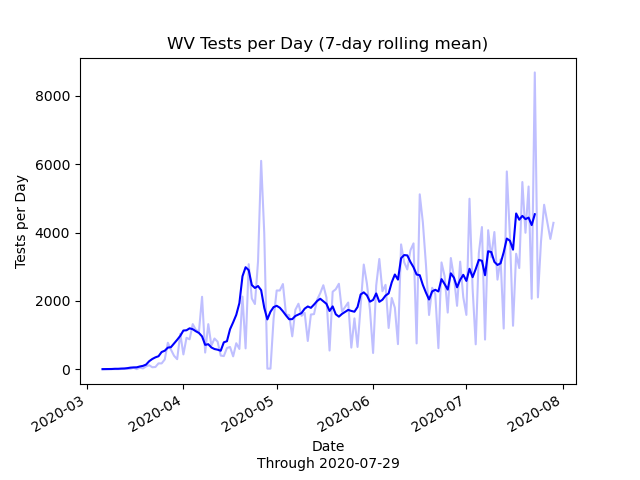 WV Tests per Day (7-day rolling mean)
Tests per Day
8000
6000
4000
2000
0
2020-03
2020-04
2020-05
2020-06
2020-07
2020-08
Date
Through 2020-07-29